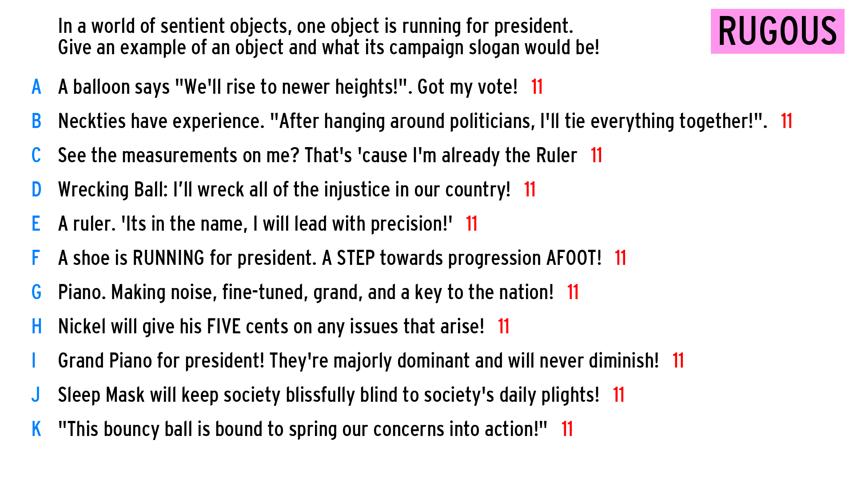 In a world of sentient objects, one object is running for president.
Give an example of an object and what its campaign slogan would be!
RUGOUS
A A balloon says "We'll rise to newer heights!". Got my vote! 11
B Neckties have experience. "After hanging around politicians, I'll tie everything together!". 11
C See the measurements on me? That's 'cause I'm already the Ruler 11
D Wrecking Ball: I’ll wreck all of the injustice in our country! 11
E A ruler. 'Its in the name, I will lead with precision!' 11
F A shoe is RUNNING for president. A STEP towards progression AFOOT! 11
G Piano. Making noise, fine-tuned, grand, and a key to the nation! 11
H Nickel will give his FIVE cents on any issues that arise! 11
I Grand Piano for president! They're majorly dominant and will never diminish! 11
J Sleep Mask will keep society blissfully blind to society's daily plights! 11
K "This bouncy ball is bound to spring our concerns into action!" 11